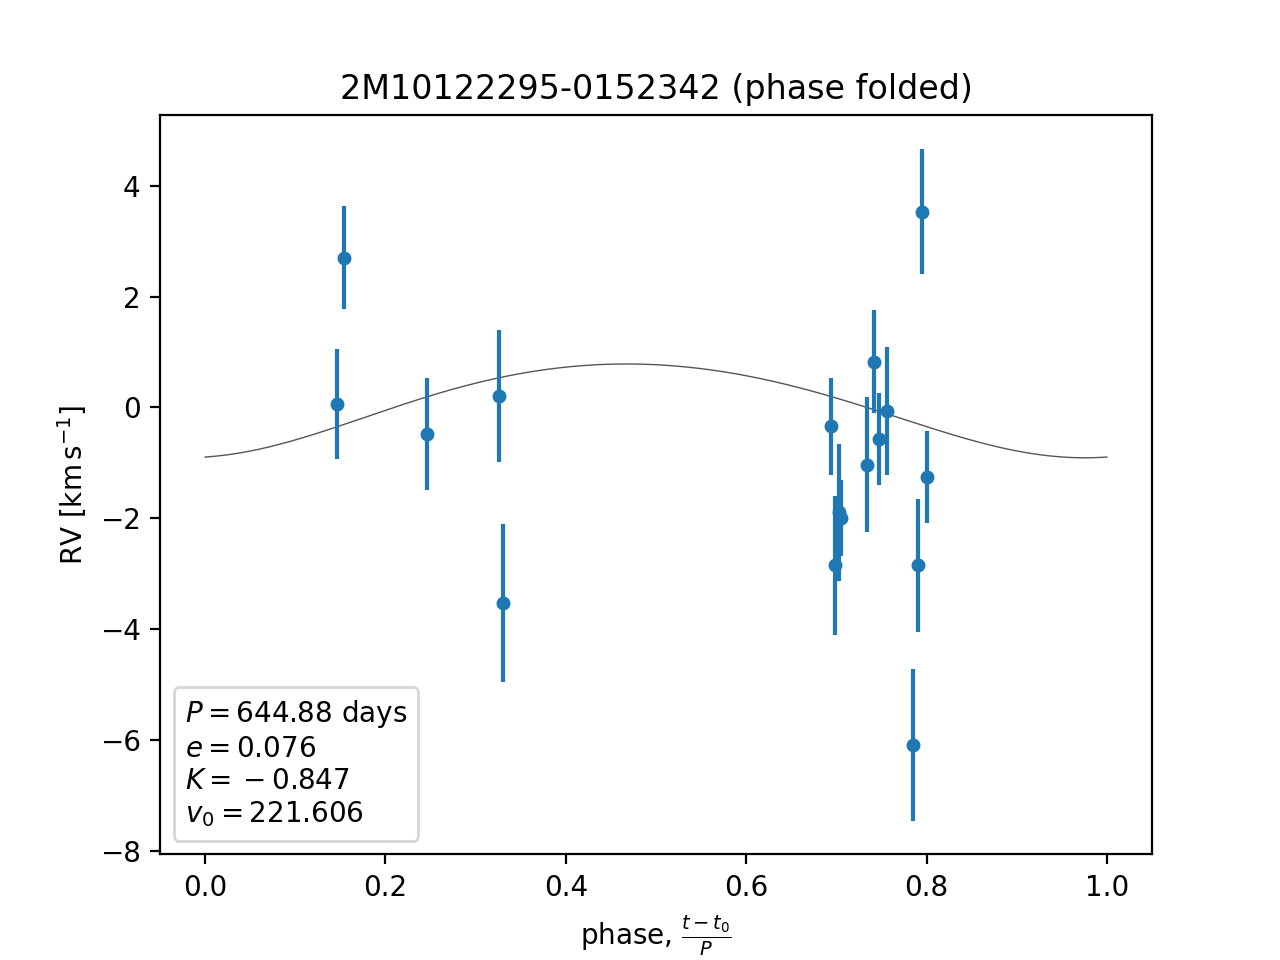 2M10122295-0152342 (phase folded)
RV [km s⁻¹]
4
2
0
−2
−4
−6
−8
P = 644.88 days
e = 0.076
K = −0.847
v₀ = 221.606
0.0 0.2 0.4 0.6 0.8 1.0
phase, (t − t₀)/P